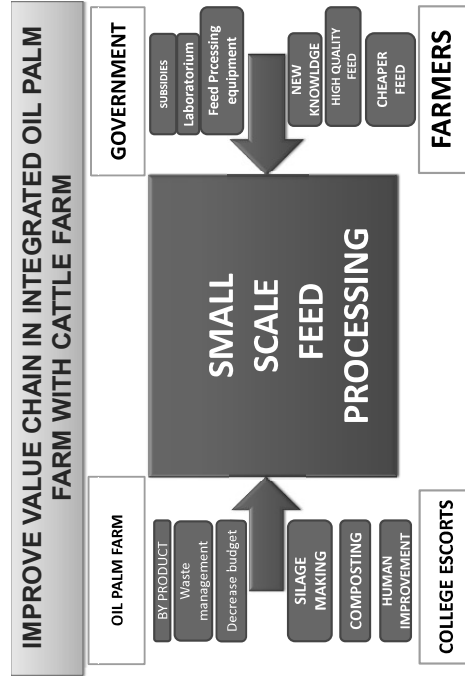 IMPROVE VALUE CHAIN IN INTEGRATED OIL PALM
FARM WITH CATTLE FARM
OIL PALM FARM
BY PRODUCT
Waste
management
Decrease budget
SILAGE
MAKING
COMPOSTING
HUMAN
IMPROVEMENT
COLLEGE ESCORTS
SMALL
SCALE
FEED
PROCESSING
GOVERNMENT
SUBSIDIES
Laboratorium
Feed Prcessing
equipment
NEW
KNOWLDGE
HIGH QUALITY
FEED
CHEAPER
FEED
FARMERS